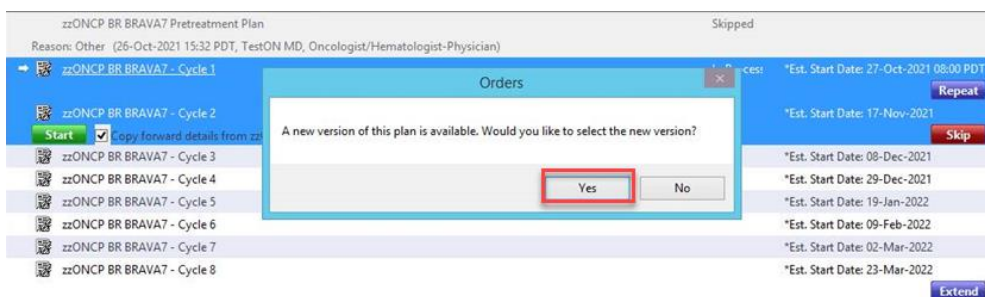 zzONCP BR BRAVA7 Pretreatment Plan Skipped
Reason: Other (26-Oct-2021 15:32 PDT, TestON MD, Oncologist/Hematologist-Physician)
zzONCP BR BRAVA7 - Cycle 1 *Est. Start Date: 27-Oct-2021 08:00 PDT
Repeat
Orders
zzONCP BR BRAVA7 - Cycle 2 *Est. Start Date: 17-Nov-2021
Start Copy forward details from Skip
A new version of this plan is available. Would you like to select the new version?
Yes No
zzONCP BR BRAVA7 - Cycle 3 *Est. Start Date: 08-Dec-2021
zzONCP BR BRAVA7 - Cycle 4 *Est. Start Date: 29-Dec-2021
zzONCP BR BRAVA7 - Cycle 5 *Est. Start Date: 19-Jan-2022
zzONCP BR BRAVA7 - Cycle 6 *Est. Start Date: 09-Feb-2022
zzONCP BR BRAVA7 - Cycle 7 *Est. Start Date: 02-Mar-2022
zzONCP BR BRAVA7 - Cycle 8 *Est. Start Date: 23-Mar-2022
Extend